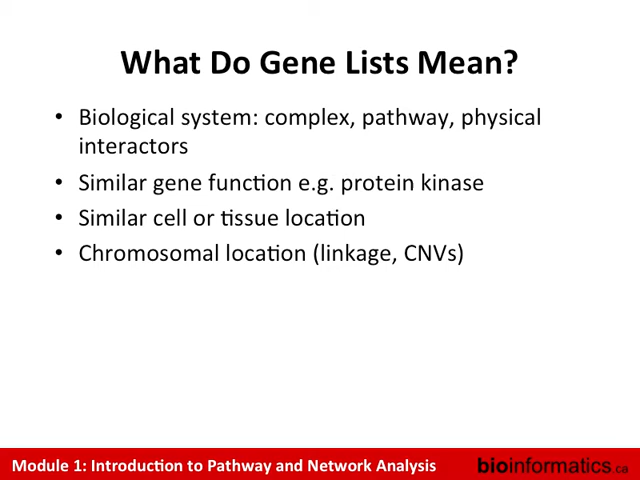 What Do Gene Lists Mean?
• Biological system: complex, pathway, physical
interactors
• Similar gene function e.g. protein kinase
• Similar cell or tissue location
• Chromosomal location (linkage, CNVs)
Module 1: Introduction to Pathway and Network Analysis
bioinformatics.ca